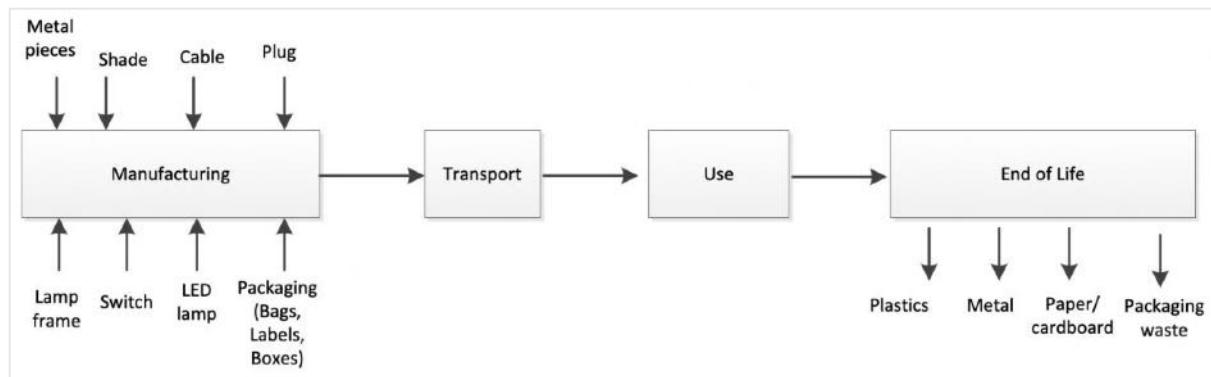 Metal
pieces
Shade
Cable
Plug
Manufacturing
Transport
Use
End of Life
Lamp
frame
Switch
LED
lamp
Packaging
(Bags,
Labels,
Boxes)
Plastics
Metal
Paper/
cardboard
Packaging
waste